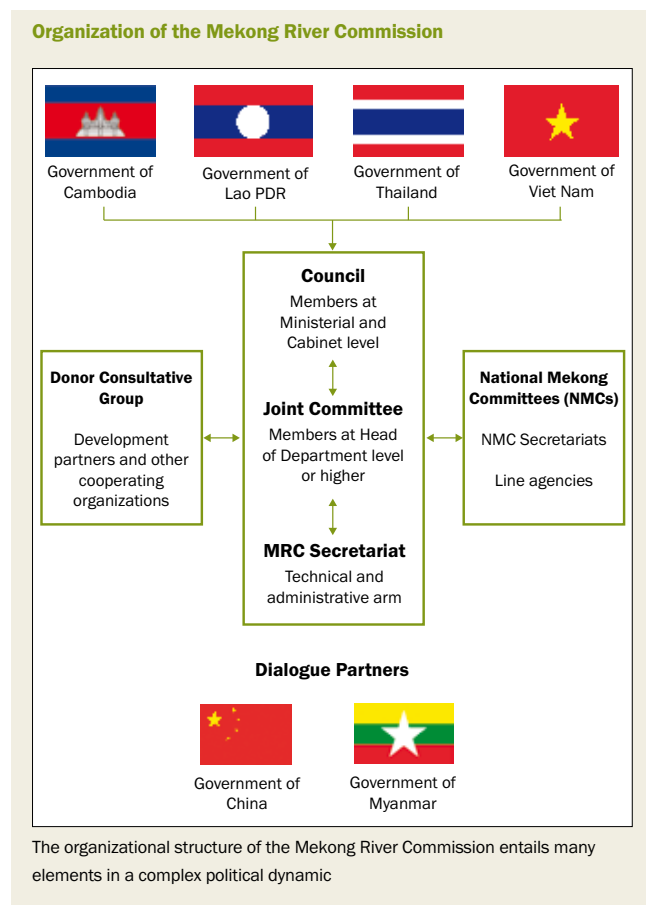 Organization of the Mekong River Commission
Government of
Cambodia
Government of
Lao PDR
Government of
Thailand
Government of
Viet Nam
Council
Members at
Ministerial and
Cabinet level
Donor Consultative
Group
Development
partners and other
cooperating
organizations
Joint Committee
Members at Head
of Department level
or higher
National Mekong
Committees (NMCs)
NMC Secretariats
Line agencies
MRC Secretariat
Technical and
administrative arm
Dialogue Partners
Government of
China
Government of
Myanmar
The organizational structure of the Mekong River Commission entails many
elements in a complex political dynamic